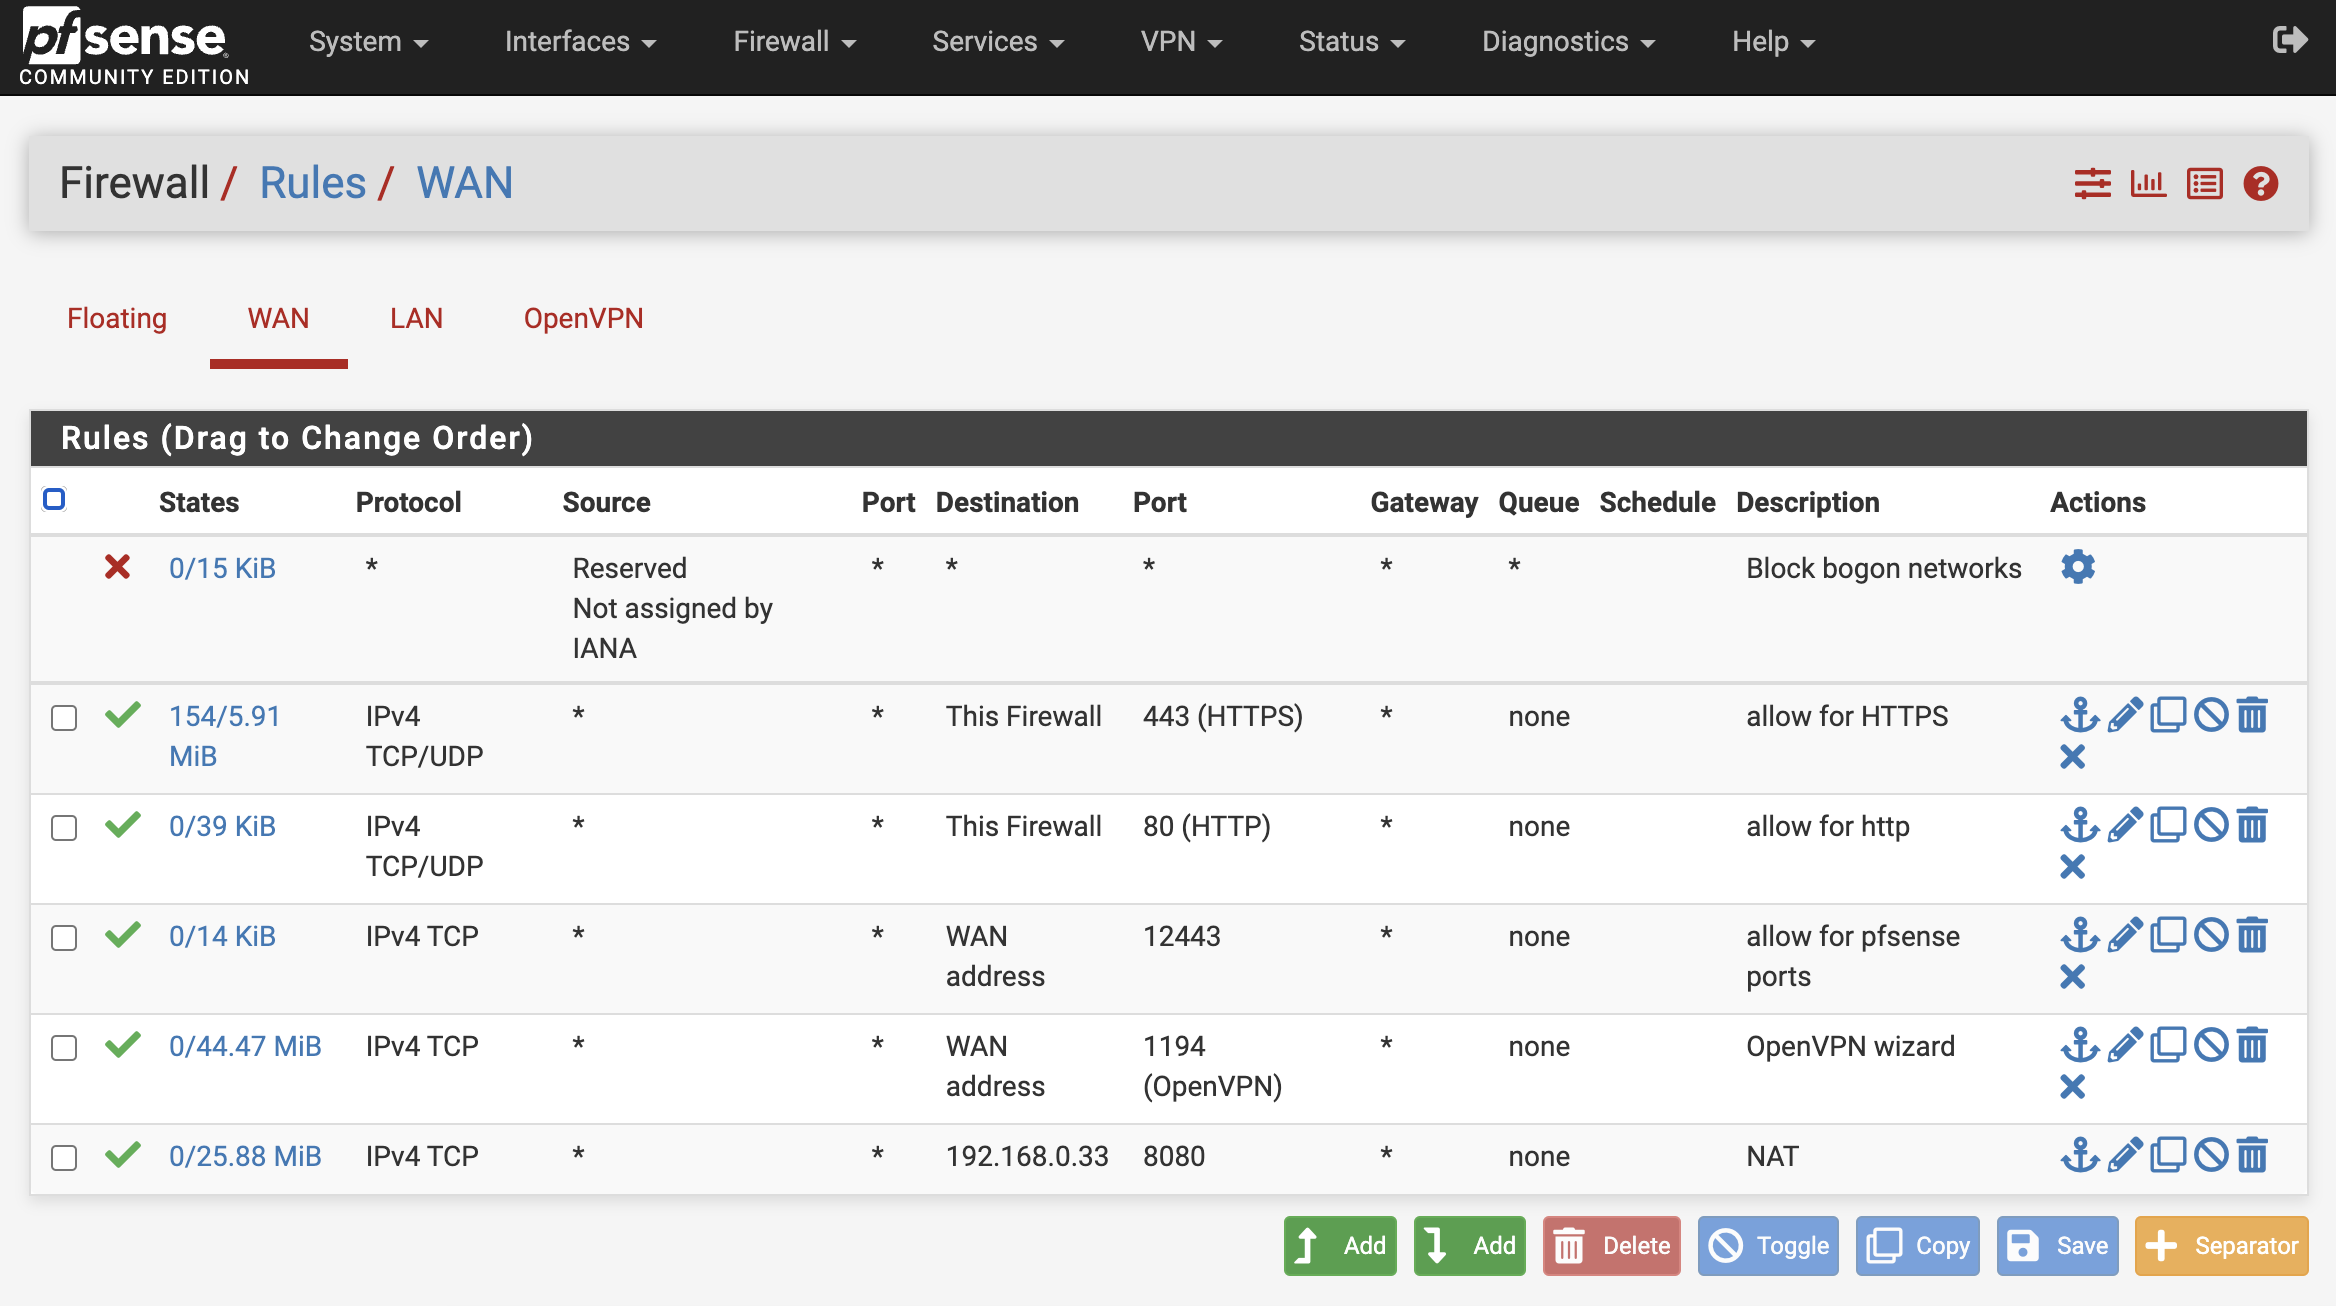 pfsense
COMMUNITY EDITION
System
Interfaces
Firewall
Services
VPN
Status
Diagnostics
Help
Firewall / Rules / WAN
Floating
WAN
LAN
OpenVPN
Rules (Drag to Change Order)
States Protocol Source Port Destination Port Gateway Queue Schedule Description Actions
0/15 KiB * Reserved * * * * * Block bogon networks
Not assigned by
IANA
154/5.91 IPv4 * * This Firewall 443 (HTTPS) * none allow for HTTPS
MiB TCP/UDP
0/39 KiB IPv4 * * This Firewall 80 (HTTP) * none allow for http
TCP/UDP
0/14 KiB IPv4 TCP * * WAN 12443 * none allow for pfsense
address ports
0/44.47 MiB IPv4 TCP * * WAN 1194 * none OpenVPN wizard
address (OpenVPN)
0/25.88 MiB IPv4 TCP * * 192.168.0.33 8080 * none NAT
Add
Add
Delete
Toggle
Copy
Save
Separator